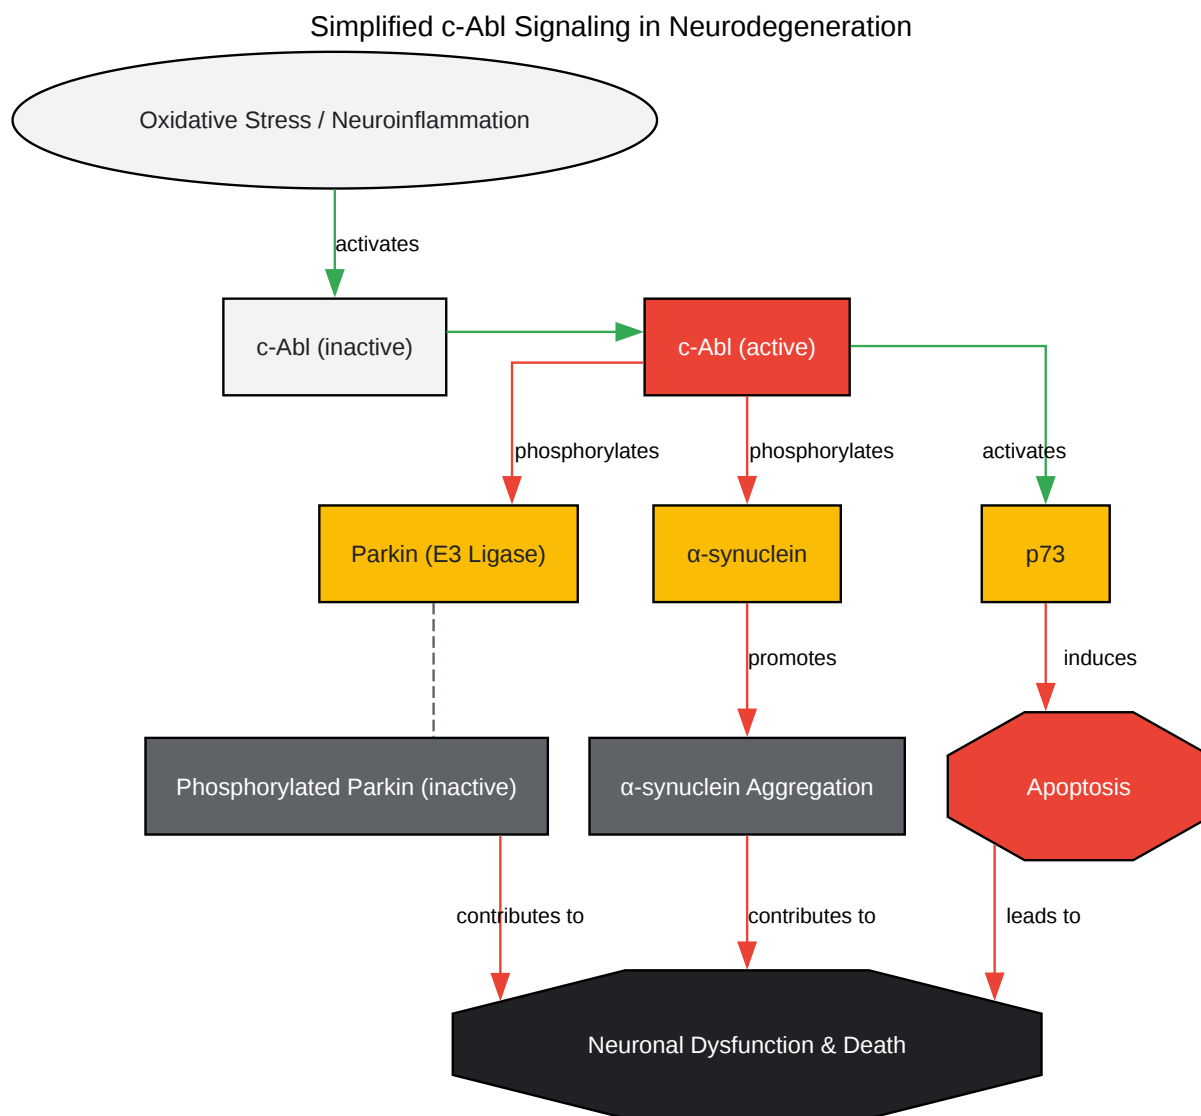 Simplified c-Abl Signaling in Neurodegeneration
Oxidative Stress / Neuroinflammation
activates
c-Abl (inactive)
c-Abl (active)
phosphorylates
phosphorylates
activates
Parkin (E3 Ligase)
α-synuclein
p73
promotes
induces
Phosphorylated Parkin (inactive)
α-synuclein Aggregation
Apoptosis
contributes to
contributes to
leads to
Neuronal Dysfunction & Death